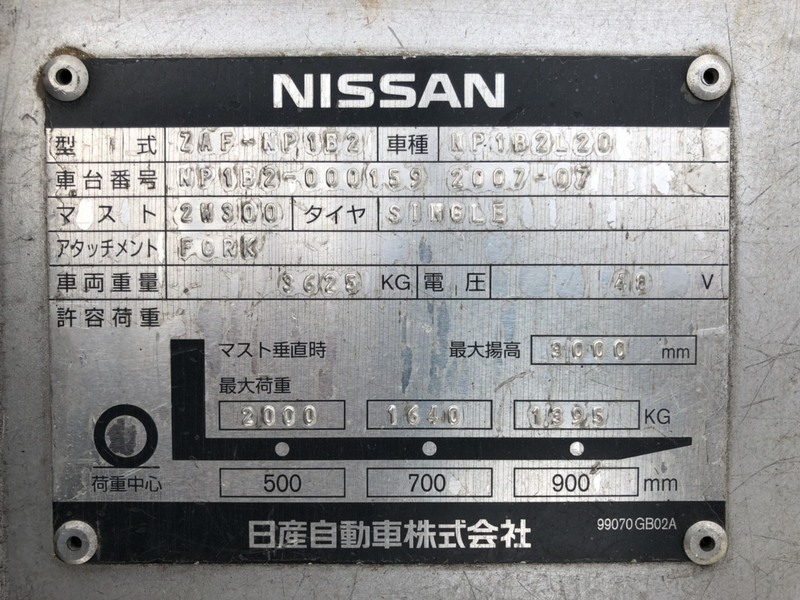 NISSAN
型 式 ZAF-NP1B2 車種 NP1B2L20
車台番号 NP1B2-000159 2007-07
マスト 2W300 タイヤ SINGLE
アタッチメント FORK
車両重量 3625 KG 電圧 48 V
許容荷重
マスト垂直時 最大揚高 3000 mm
最大荷重
2000 1640 1395 KG
荷重中心 500 700 900 mm
日産自動車株式会社 99070 GB02A